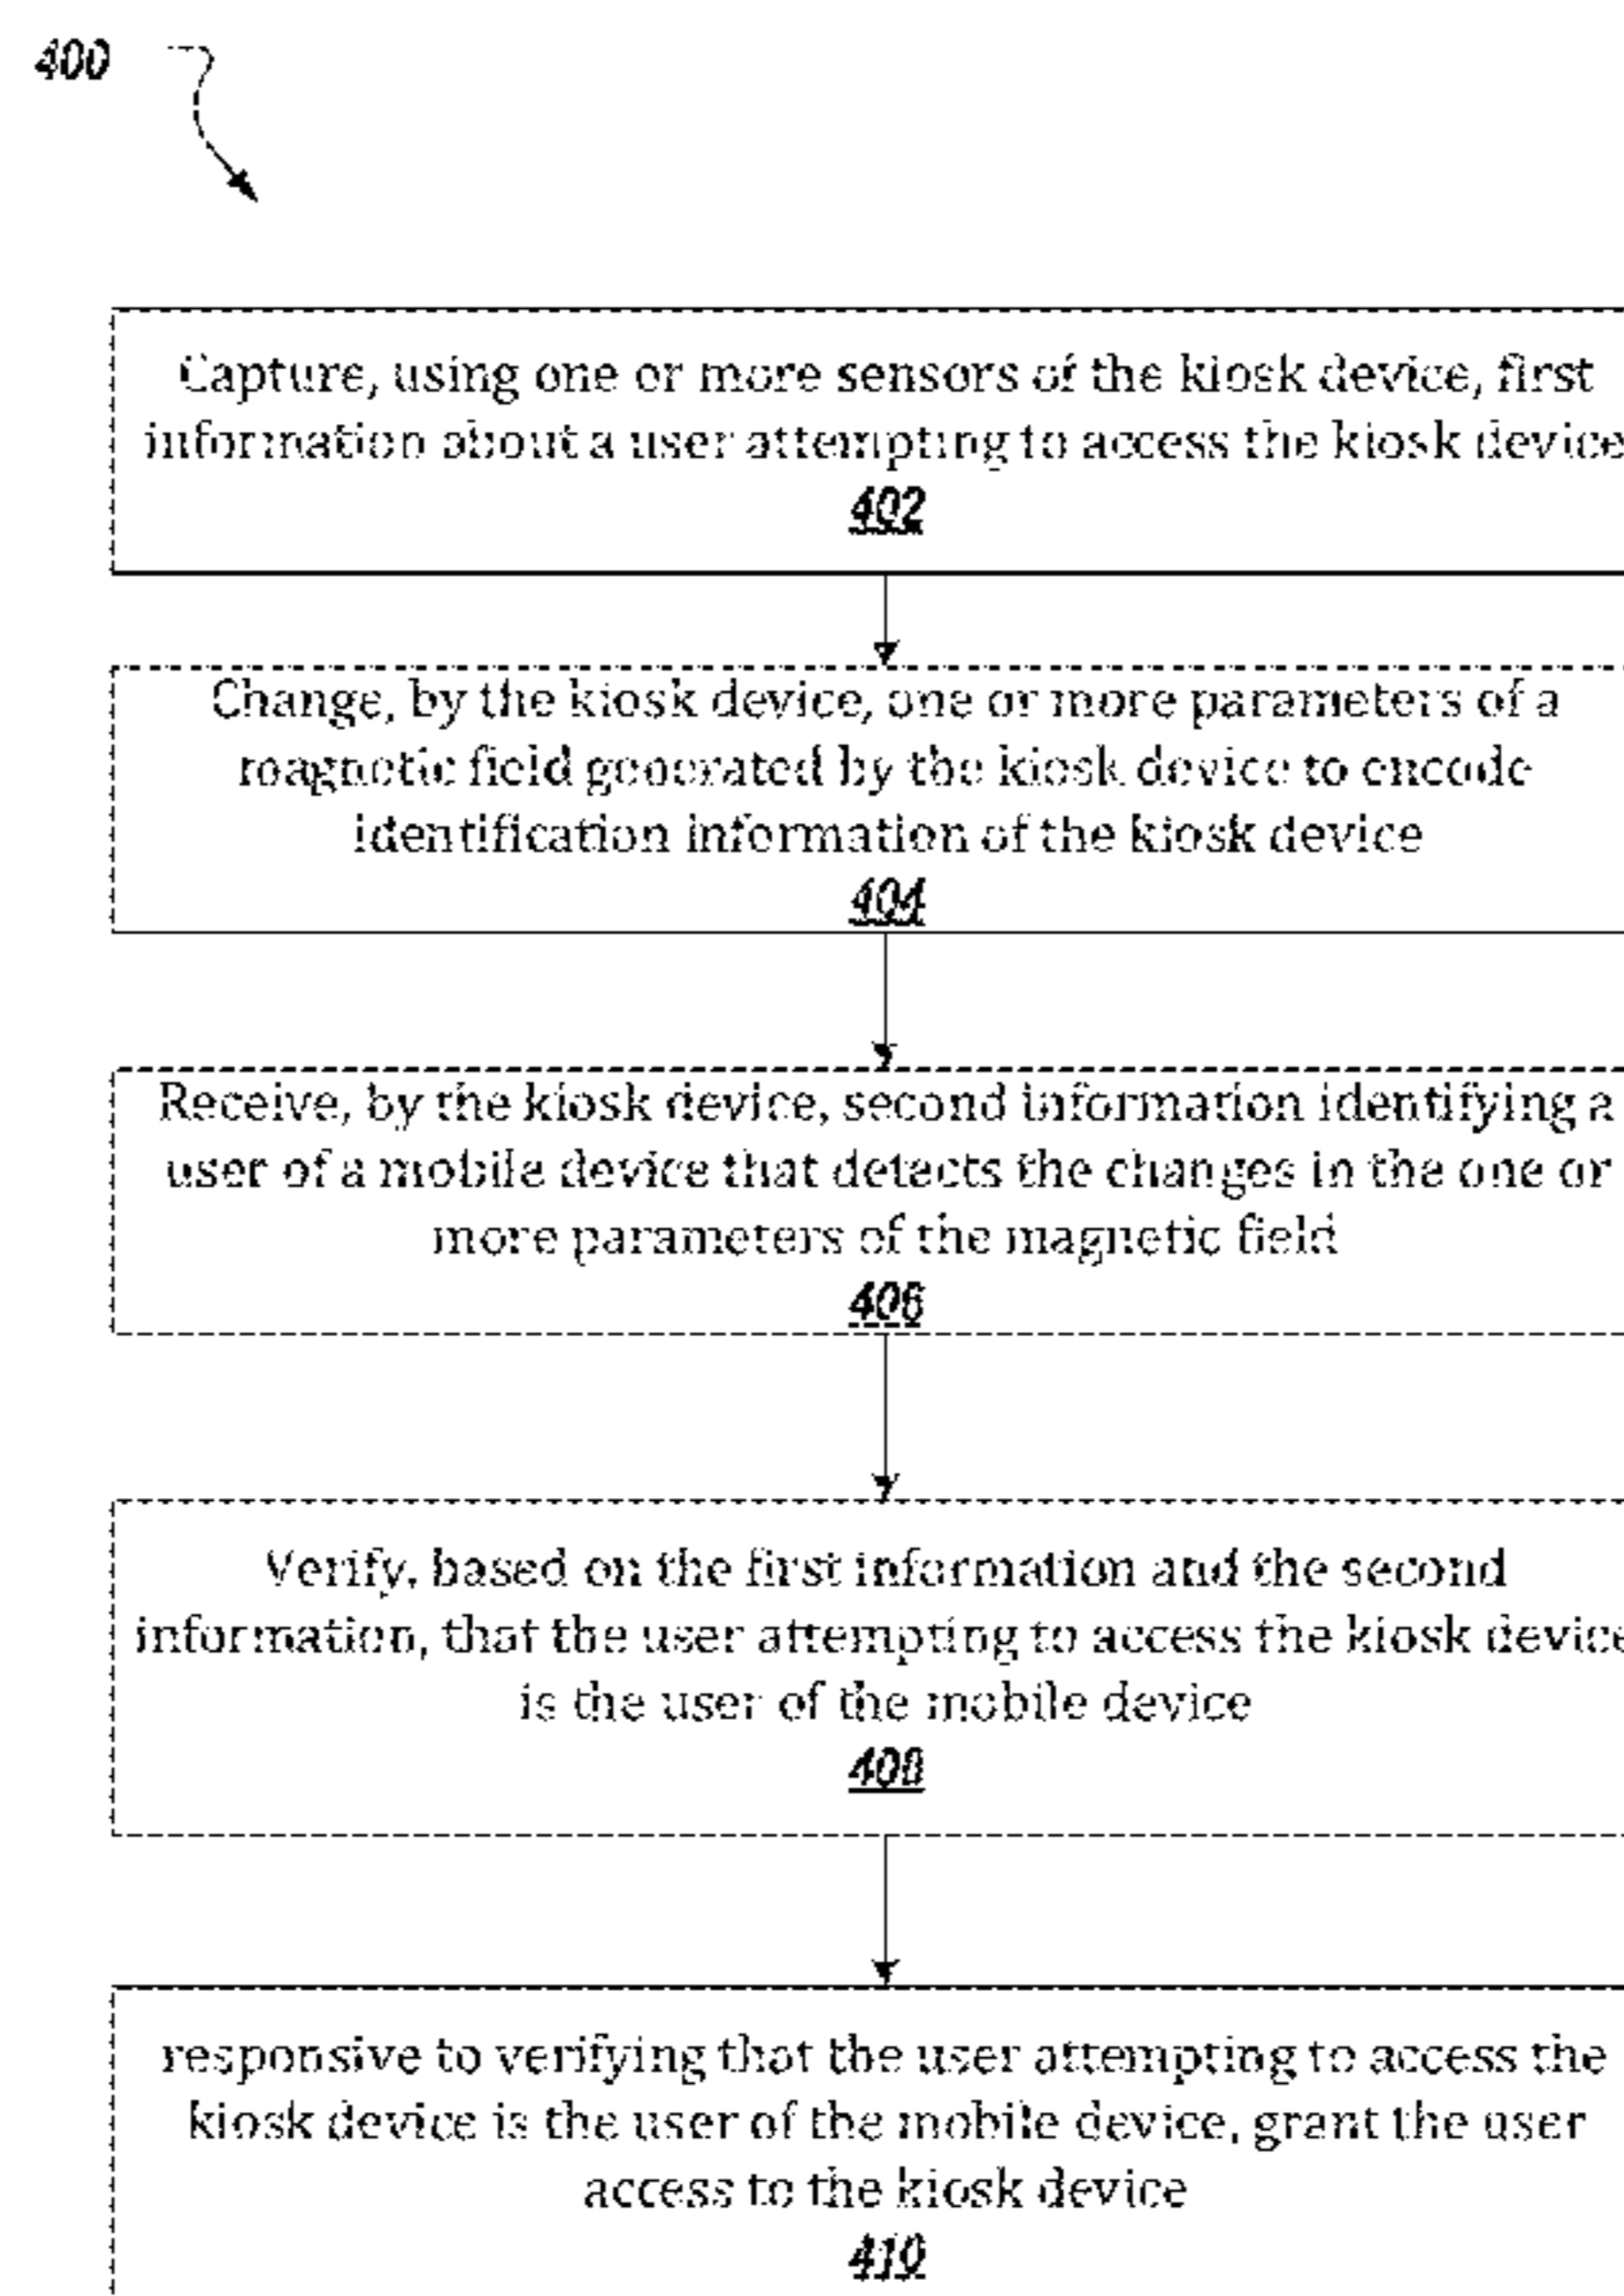 400
Capture, using one or more sensors of the kiosk device, first
information about a user attempting to access the kiosk device
402
Change, by the kiosk device, one or more parameters of a
magnetic field generated by the kiosk device to encode
identification information of the kiosk device
404
Receive, by the kiosk device, second information identifying a
user of a mobile device that detects the changes in the one or
more parameters of the magnetic field
406
Verify, based on the first information and the second
information, that the user attempting to access the kiosk device
is the user of the mobile device
408
responsive to verifying that the user attempting to access the
kiosk device is the user of the mobile device, grant the user
access to the kiosk device
410